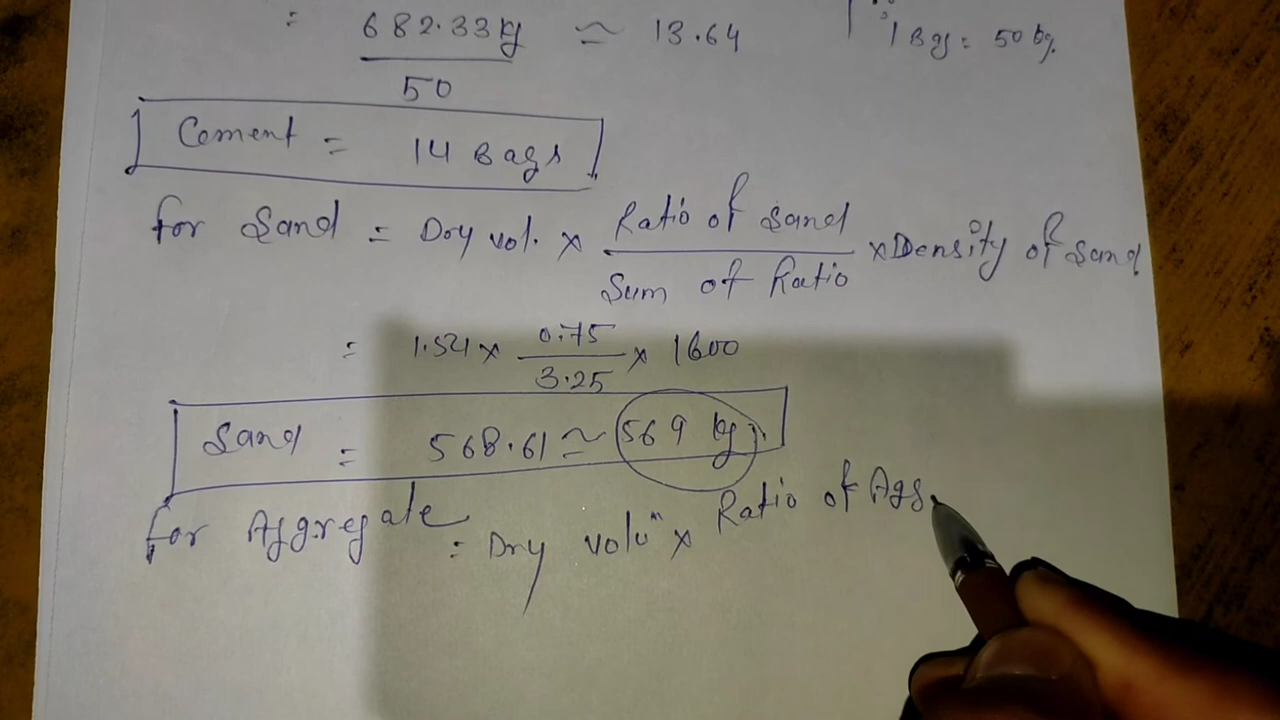 = 682.33 kg / 50 ≃ 13.64
1 Bag = 50 kg
Cement = 14 Bags
for Sand = Dry vol. × Ratio of Sand / Sum of Ratio × Density of Sand
= 1.54 × 0.75 / 3.25 × 1600
Sand = 568.61 ≃ 569 kg
for Aggregate = Dry volu^n × Ratio of Agg